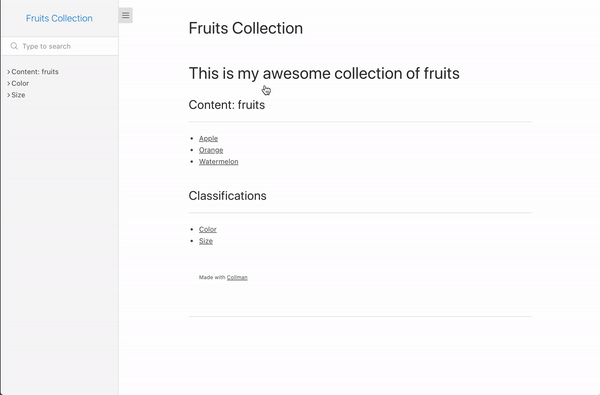 Fruits Collection
Type to search
Content: fruits
Color
Size
Fruits Collection
This is my awesome collection of fruits
Content: fruits
Apple
Orange
Watermelon
Classifications
Color
Size
Made with Collman